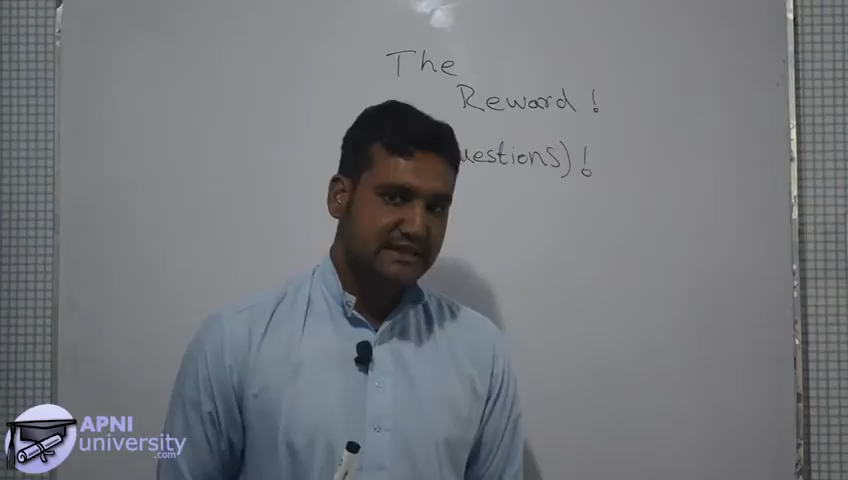 The
Reward !
uestions) !
APNI
university
.com